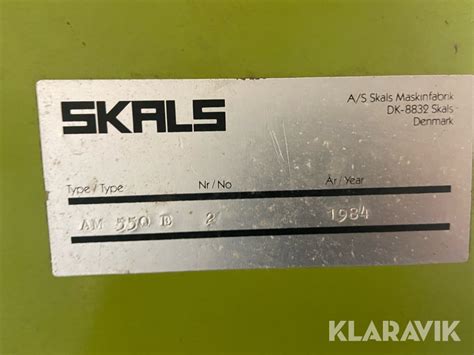 SKALS
A/S Skals Maskinfabrik
DK-8832 Skals
Denmark
Type/Type Nr/No År/Year
AM 550 E 2 1984
KLARAVIK